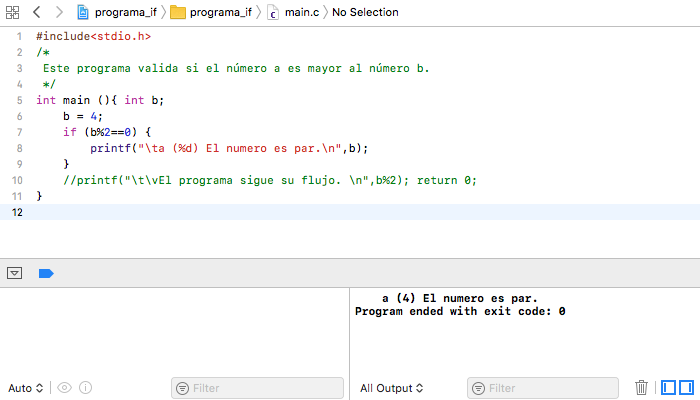 programa_if programa_if main.c No Selection
1 #include<stdio.h>
2 /*
3 Este programa valida si el número a es mayor al número b.
4 */
5 int main (){ int b;
6 b = 4;
7 if (b%2==0) {
8 printf("\ta (%d) El numero es par.\n",b);
9 }
10 //printf("\t\vEl programa sigue su flujo. \n",b%2); return 0;
11 }
12
a (4) El numero es par.
Program ended with exit code: 0
Auto Filter All Output Filter